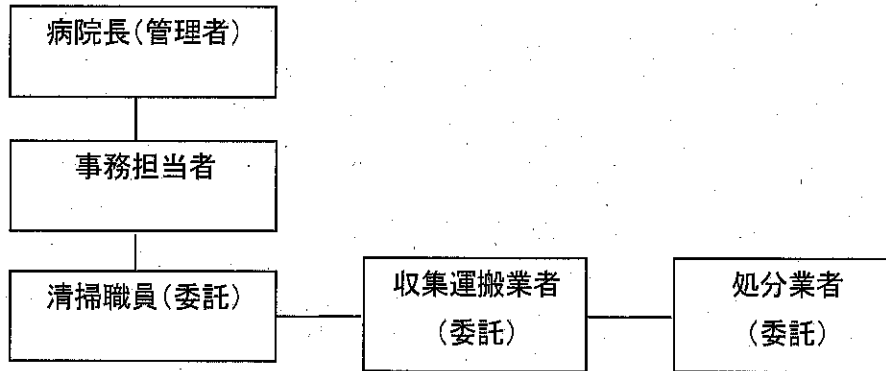 病院長(管理者)
事務担当者
清掃職員(委託)
収集運搬業者
(委託)
処分業者
(委託)